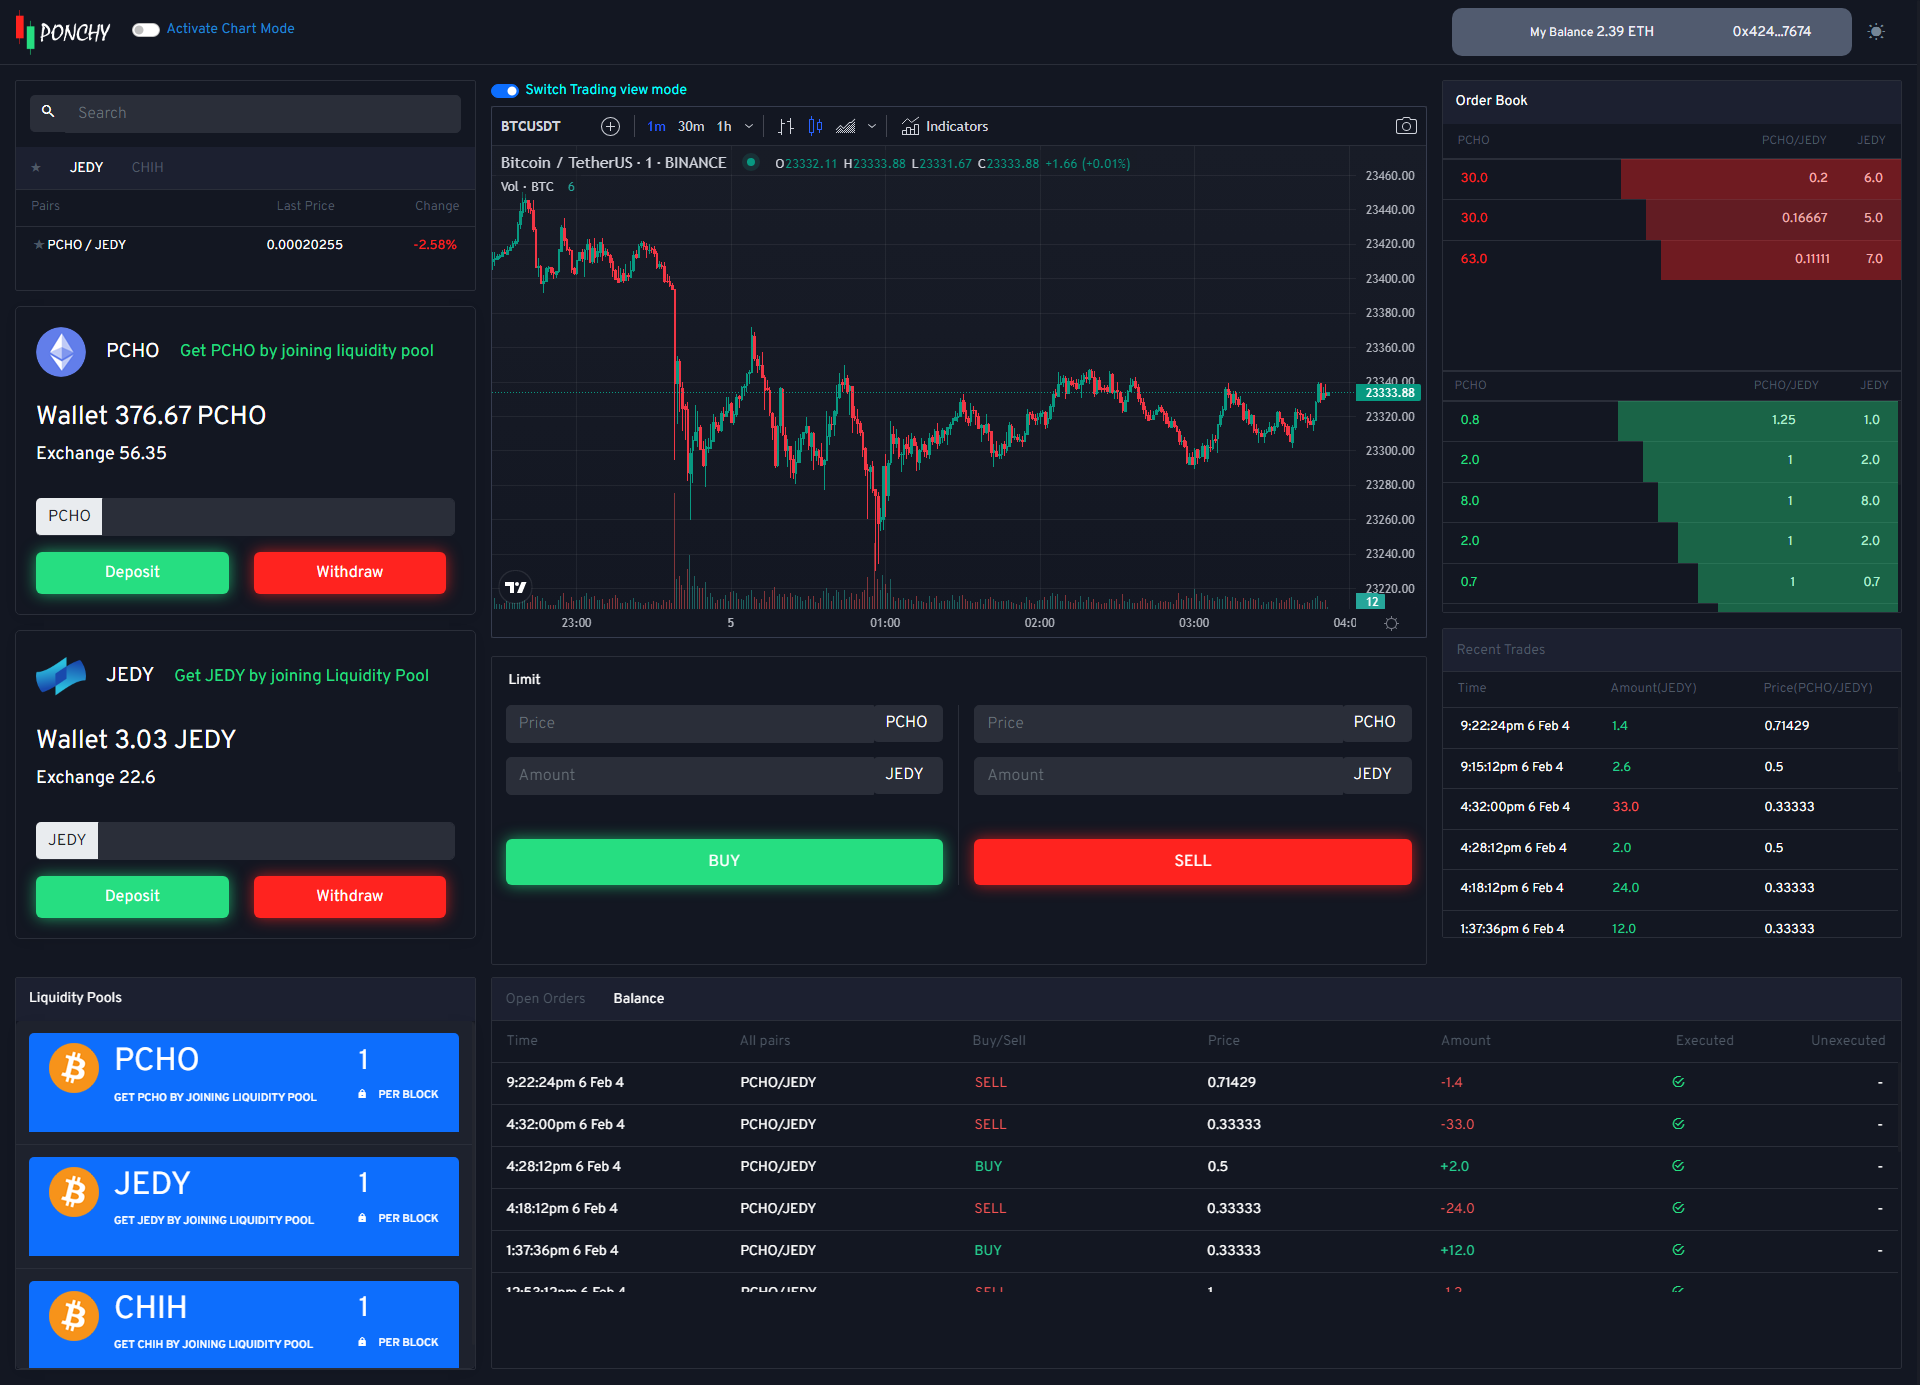 PONCHY
Activate Chart Mode
My Balance 2.39 ETH
0x424...7674
Search
JEDY CHIH
Pairs Last Price Change
PCHO / JEDY 0.00020255 -2.58%
PCHO Get PCHO by joining liquidity pool
Wallet 376.67 PCHO
Exchange 56.35
PCHO
Deposit Withdraw
JEDY Get JEDY by joining Liquidity Pool
Wallet 3.03 JEDY
Exchange 22.6
JEDY
Deposit Withdraw
Liquidity Pools
PCHO 1
GET PCHO BY JOINING LIQUIDITY POOL PER BLOCK
JEDY 1
GET JEDY BY JOINING LIQUIDITY POOL PER BLOCK
CHIH 1
GET CHIH BY JOINING LIQUIDITY POOL PER BLOCK
Switch Trading view mode
BTCUSDT 1m 30m 1h Indicators
Bitcoin / TetherUS · 1 · BINANCE O23332.11 H23333.88 L23331.67 C23333.88 +1.66 (+0.01%)
Vol · BTC 6
23460.00
23440.00
23420.00
23400.00
23380.00
23360.00
23340.00
23333.88
23320.00
23300.00
23280.00
23260.00
23240.00
23220.00
12
23:00 5 01:00 02:00 03:00 04:0
Limit
Price PCHO
Amount JEDY
BUY
Price PCHO
Amount JEDY
SELL
Order Book
PCHO PCHO/JEDY JEDY
30.0 0.2 6.0
30.0 0.16667 5.0
63.0 0.11111 7.0
PCHO PCHO/JEDY JEDY
0.8 1.25 1.0
2.0 1 2.0
8.0 1 8.0
2.0 1 2.0
0.7 1 0.7
Recent Trades
Time Amount(JEDY) Price(PCHO/JEDY)
9:22:24pm 6 Feb 4 1.4 0.71429
9:15:12pm 6 Feb 4 2.6 0.5
4:32:00pm 6 Feb 4 33.0 0.33333
4:28:12pm 6 Feb 4 2.0 0.5
4:18:12pm 6 Feb 4 24.0 0.33333
1:37:36pm 6 Feb 4 12.0 0.33333
Open Orders Balance
Time All pairs Buy/Sell Price Amount Executed Unexecuted
9:22:24pm 6 Feb 4 PCHO/JEDY SELL 0.71429 -1.4 -
4:32:00pm 6 Feb 4 PCHO/JEDY SELL 0.33333 -33.0 -
4:28:12pm 6 Feb 4 PCHO/JEDY BUY 0.5 +2.0 -
4:18:12pm 6 Feb 4 PCHO/JEDY SELL 0.33333 -24.0 -
1:37:36pm 6 Feb 4 PCHO/JEDY BUY 0.33333 +12.0 -
12:53:12pm 6 Feb 4 PCHO/JEDY SELL 1